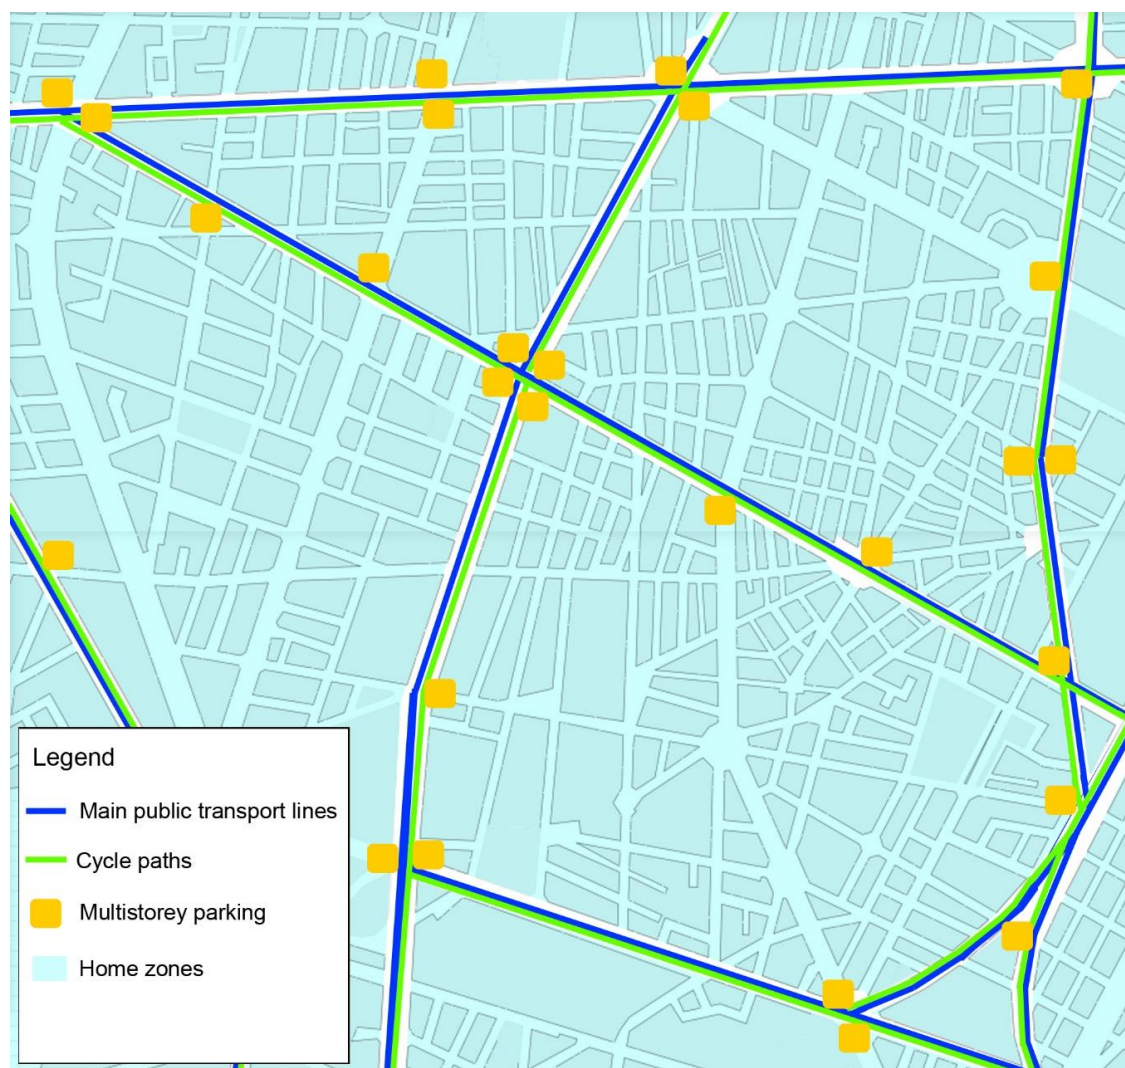 Legend
Main public transport lines
Cycle paths
Multistorey parking
Home zones